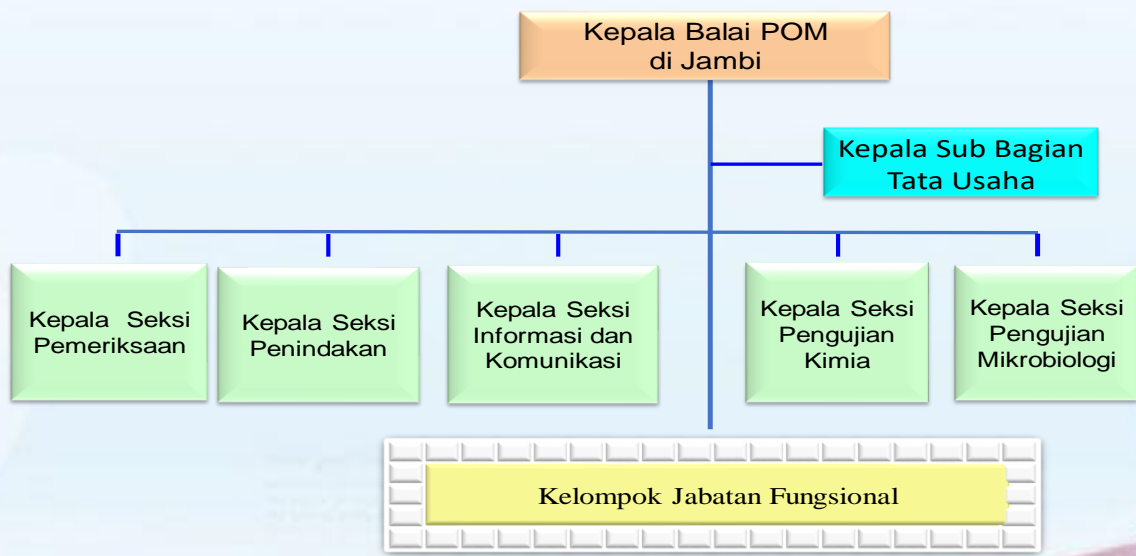 Kepala Balai POM
di Jambi
Kepala Sub Bagian
Tata Usaha
Kepala Seksi
Pemeriksaan
Kepala Seksi
Penindakan
Kepala Seksi
Informasi dan
Komunikasi
Kepala Seksi
Pengujian
Kimia
Kepala Seksi
Pengujian
Mikrobiologi
Kelompok Jabatan Fungsional